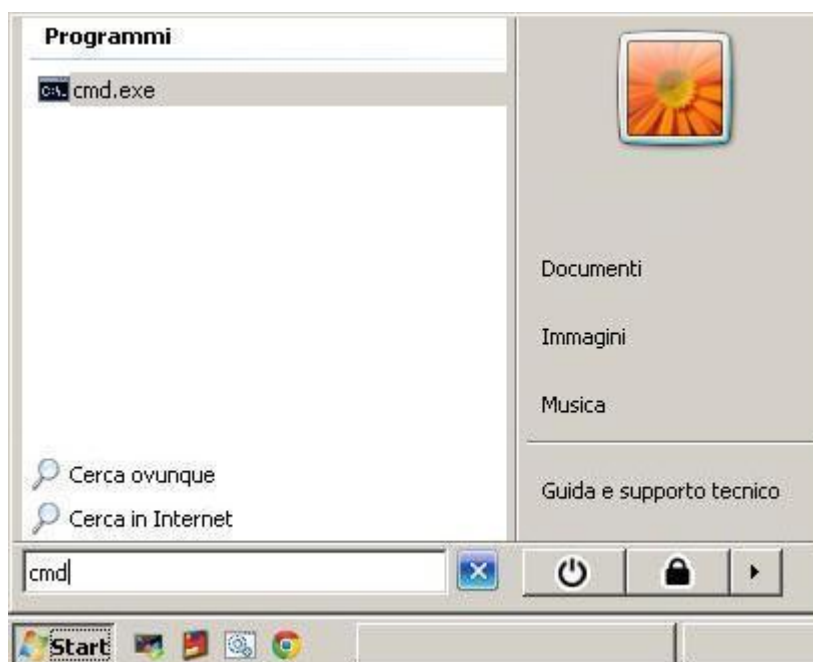 Programmi
C:\.
cmd.exe
Documenti
Immagini
Musica
Cerca ovunque
Cerca in Internet
Guida e supporto tecnico
cmd
Start